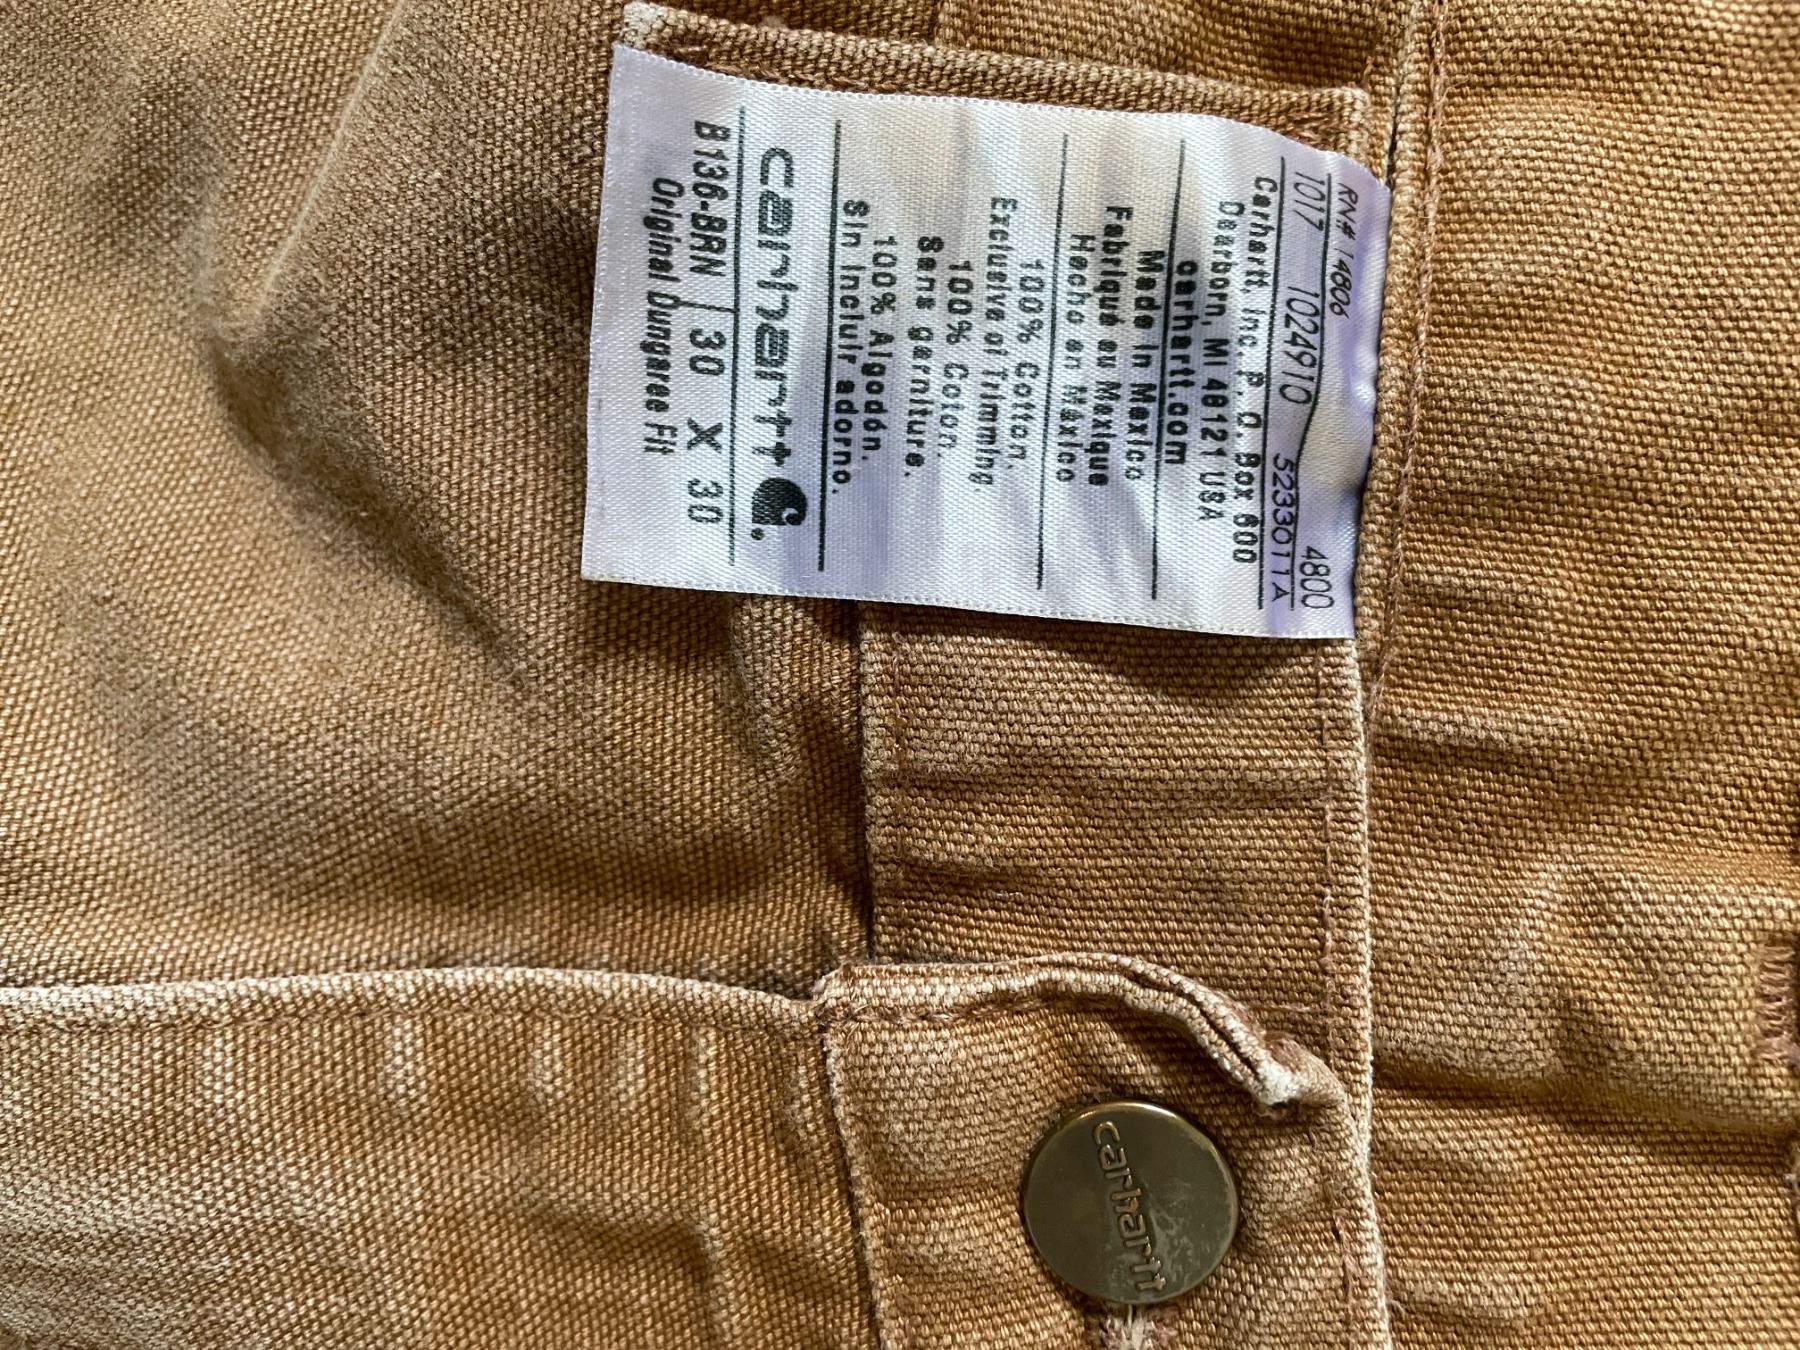 B136-BRN 30 X 30
Original Dungaree Fit
carhartt
Sin Incluir adorno.
100% Algodón.
Sans garniture.
100% Coton.
Exclusive of Trimming.
100% Cotton.
Hecho en México
Fabriqué au Mexique
Made in Mexico
carhartt.com
Dearborn, MI 48121 USA
Carhartt, Inc. P. O. Box 600
1017 1024910 5233011A
RN# 14806 4800
carhartt